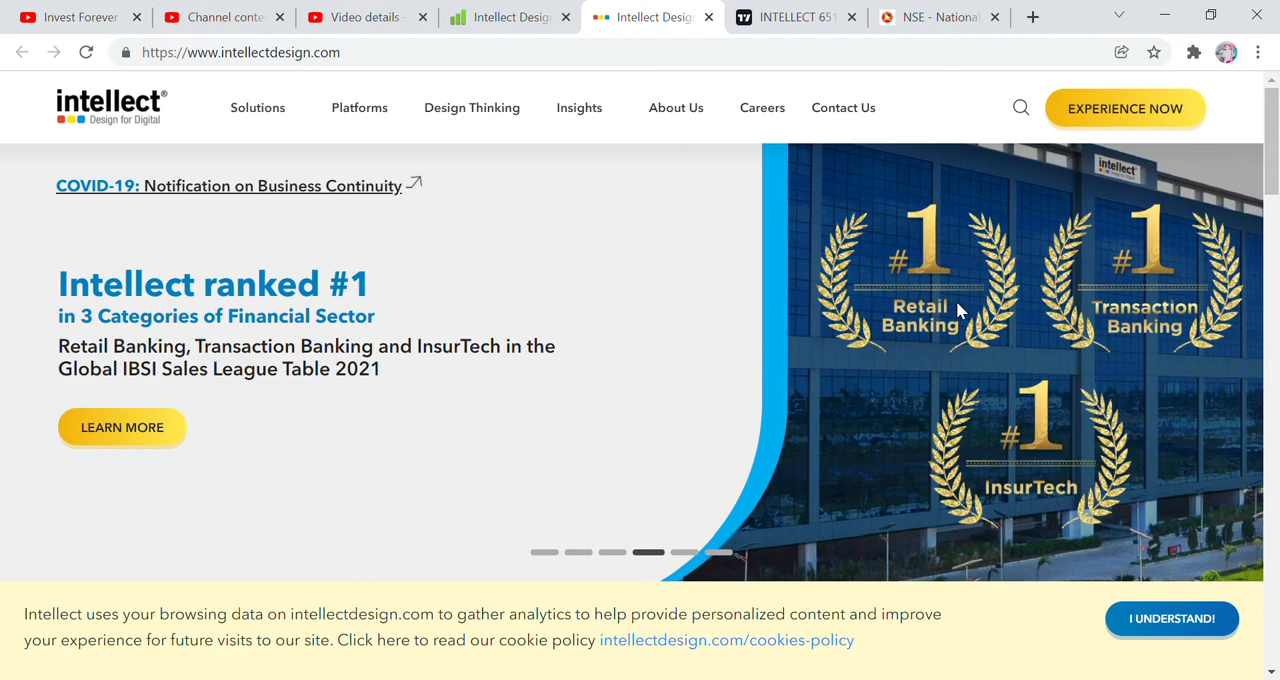 Invest Forever
Channel conte
Video details -
Intellect Desig
Intellect Desig
INTELLECT 651
NSE - National
https://www.intellectdesign.com
intellect®
Design for Digital
Solutions
Platforms
Design Thinking
Insights
About Us
Careers
Contact Us
EXPERIENCE NOW
COVID-19: Notification on Business Continuity
Intellect ranked #1
in 3 Categories of Financial Sector
Retail Banking, Transaction Banking and InsurTech in the
Global IBSI Sales League Table 2021
LEARN MORE
intellect
#1
Retail
Banking
#1
Transaction
Banking
#1
InsurTech
Intellect uses your browsing data on intellectdesign.com to gather analytics to help provide personalized content and improve
your experience for future visits to our site. Click here to read our cookie policy intellectdesign.com/cookies-policy
I UNDERSTAND!